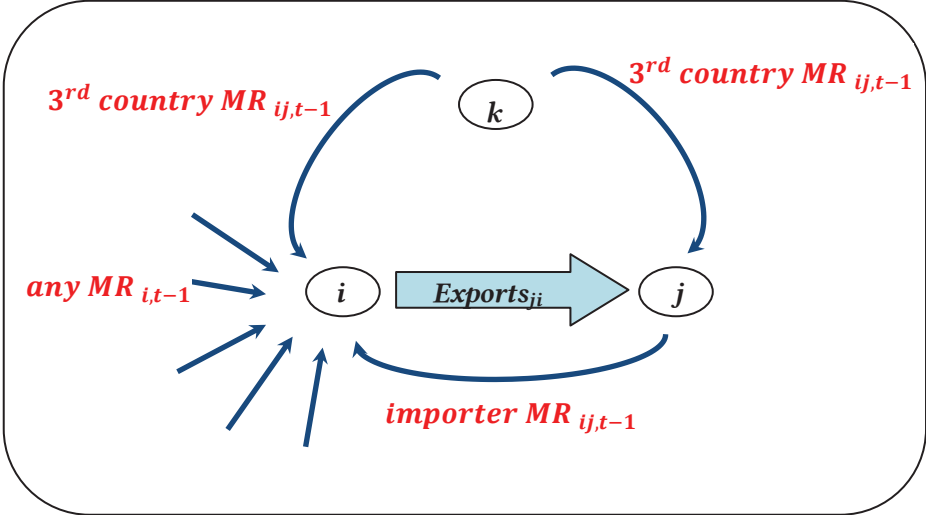 3rd country MR ij,t−1
3rd country MR ij,t−1
k
any MR i,t−1
i
Exportsji
j
importer MR ij,t−1